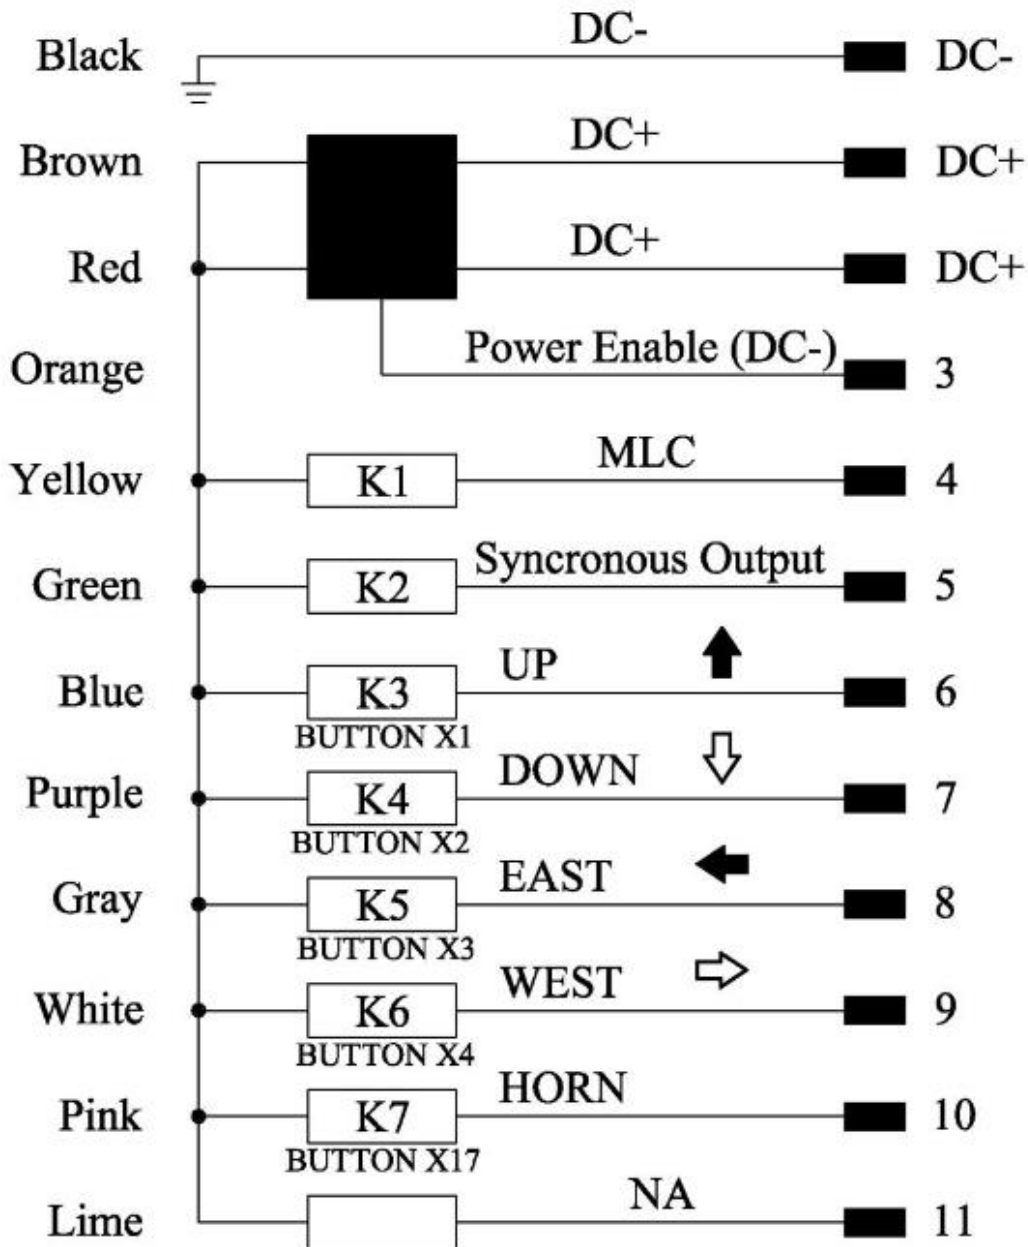 Black DC- DC-
Brown DC+ DC+
Red DC+ DC+
Orange Power Enable (DC-) 3
Yellow K1 MLC 4
Green K2 Syncronous Output 5
Blue K3 UP 6
BUTTON X1
Purple K4 DOWN 7
BUTTON X2
Gray K5 EAST 8
BUTTON X3
White K6 WEST 9
BUTTON X4
Pink K7 HORN 10
BUTTON X17
Lime NA 11